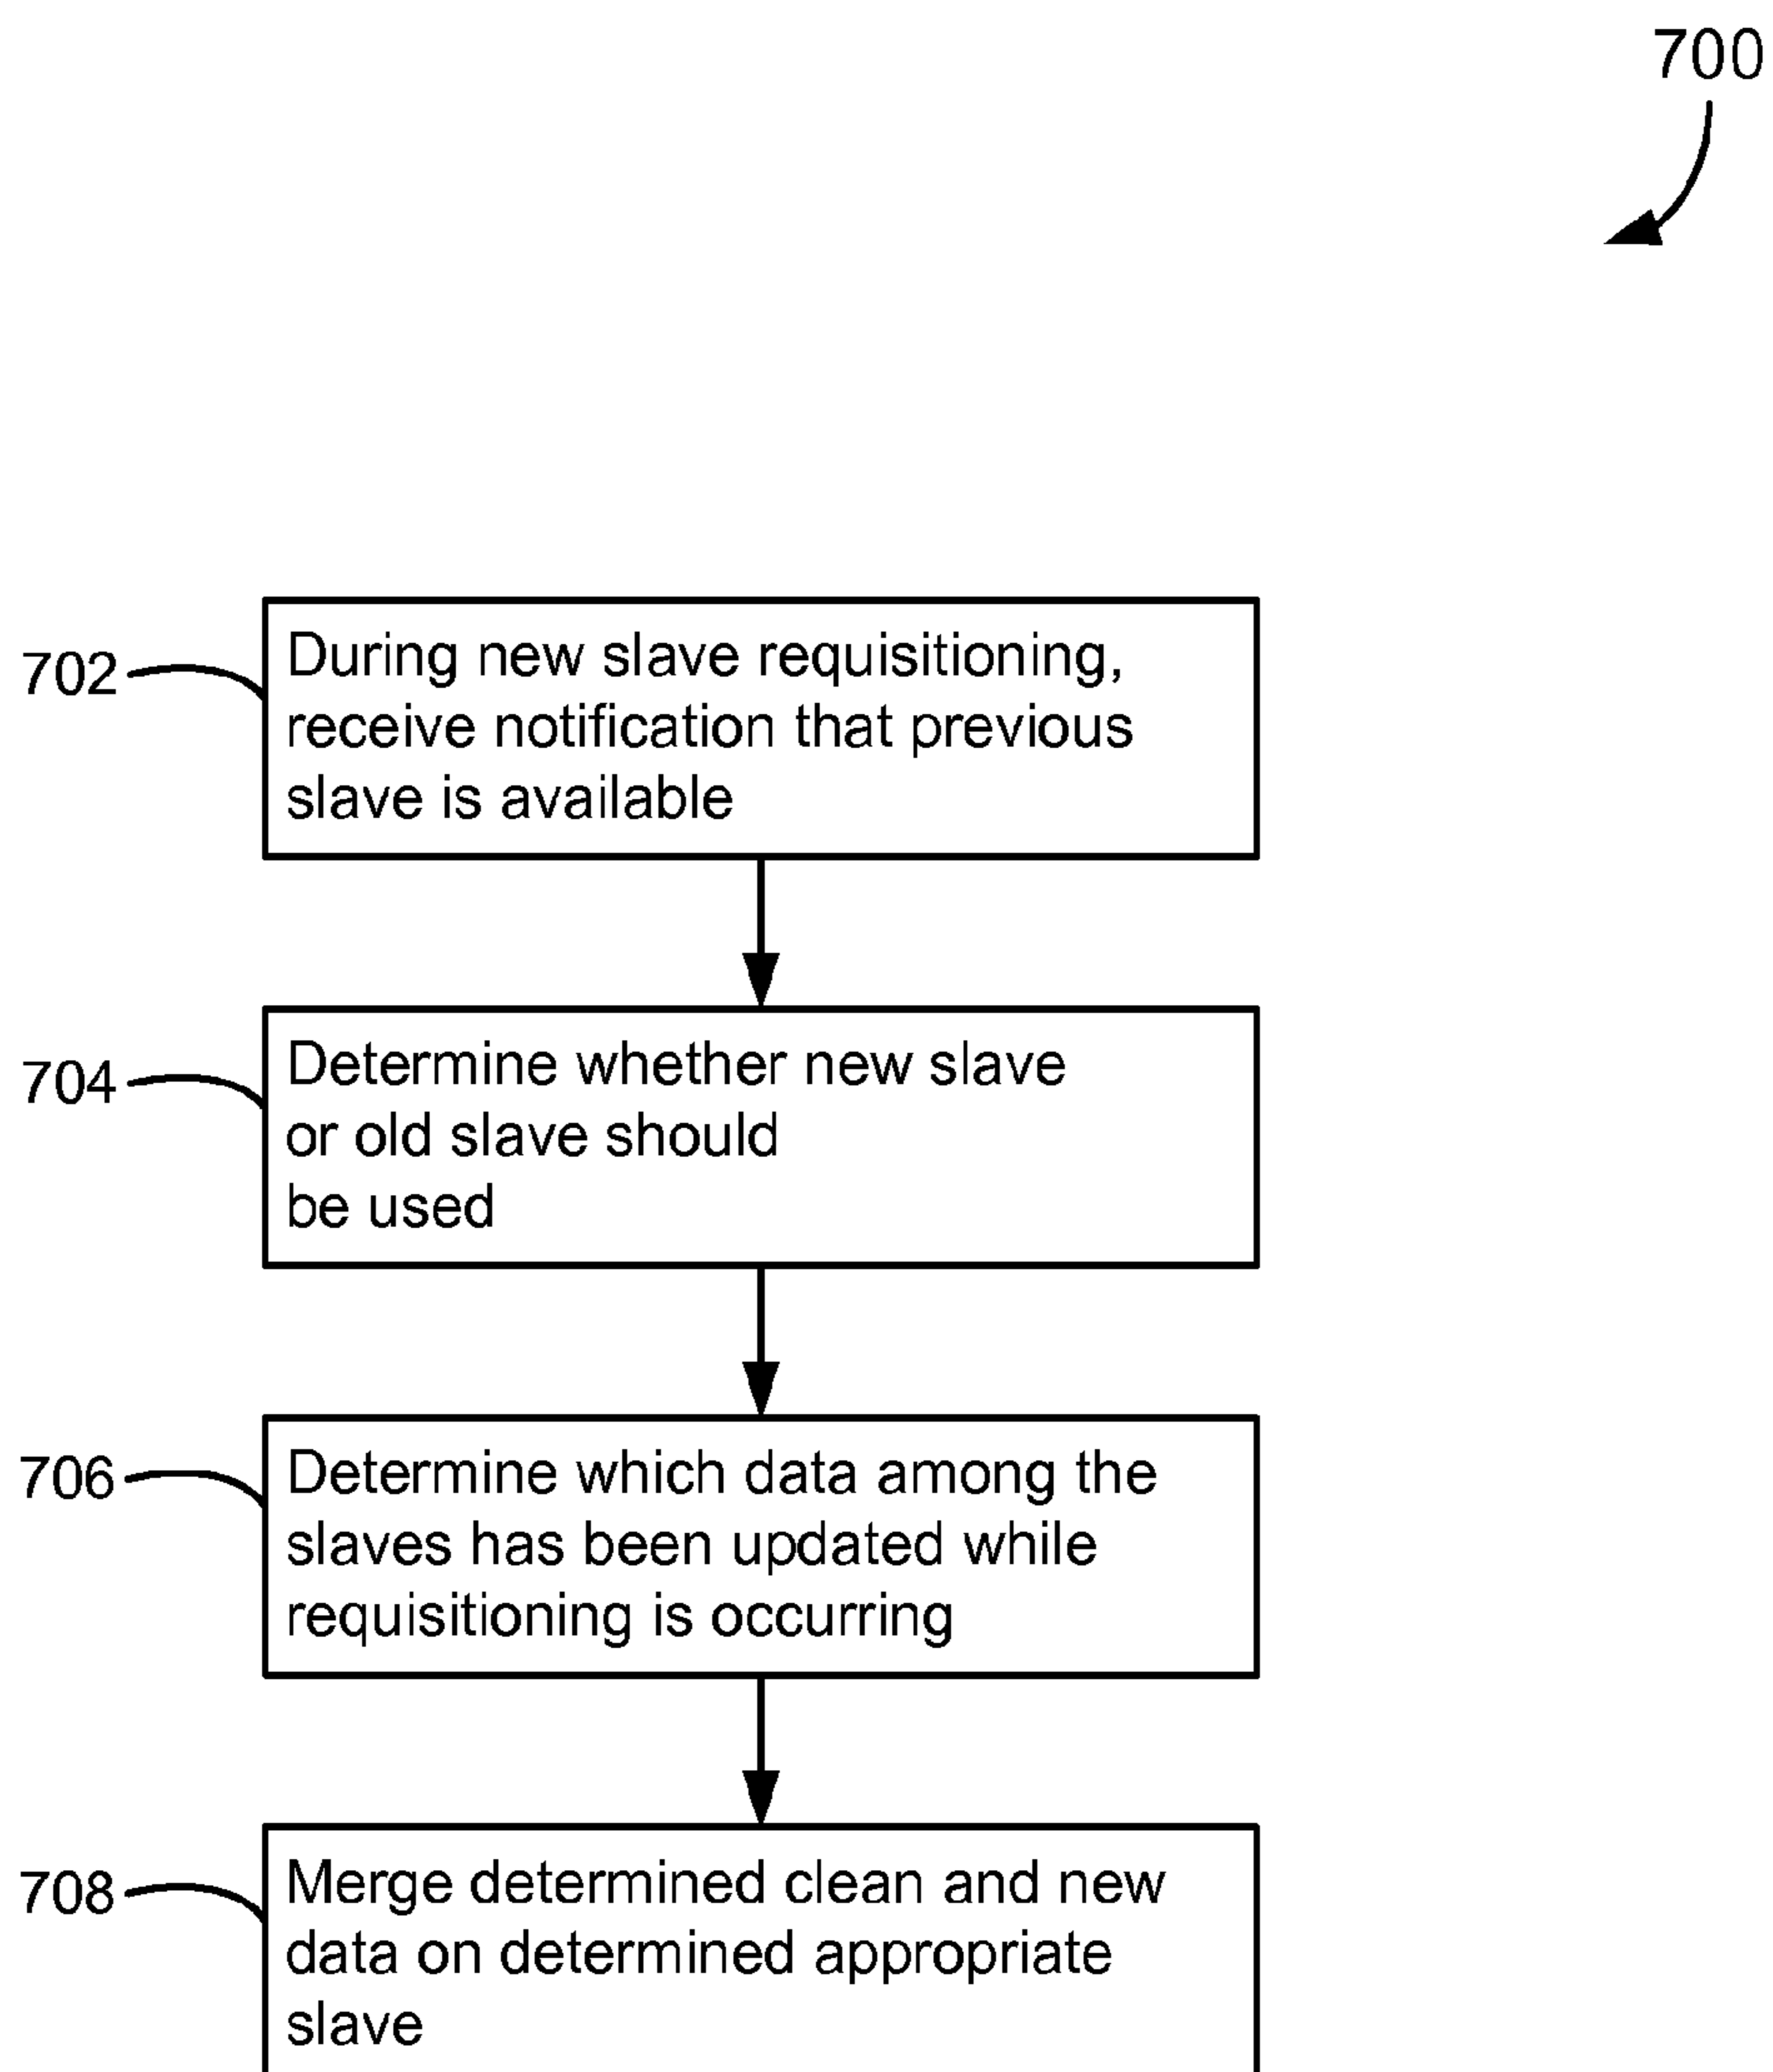 700
702
During new slave requisitioning,
receive notification that previous
slave is available
704
Determine whether new slave
or old slave should
be used
706
Determine which data among the
slaves has been updated while
requisitioning is occurring
708
Merge determined clean and new
data on determined appropriate
slave